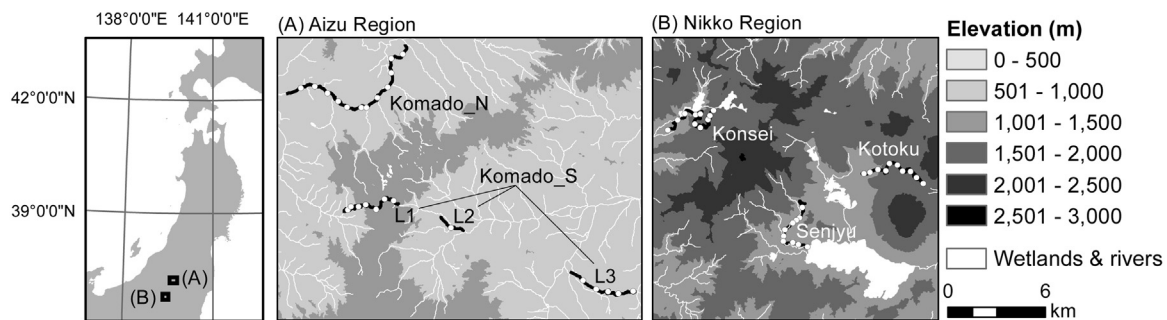 138°0'0"E 141°0'0"E
42°0'0"N
39°0'0"N
(A)
(B)
(A) Aizu Region
Komado_N
Komado_S
L1
L2
L3
(B) Nikko Region
Konsei
Kotoku
Senjyu
Elevation (m)
0 - 500
501 - 1,000
1,001 - 1,500
1,501 - 2,000
2,001 - 2,500
2,501 - 3,000
Wetlands & rivers
0 6
km